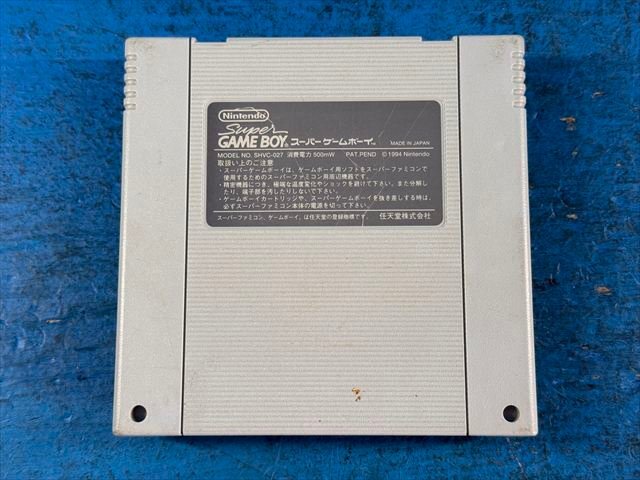 Nintendo
Super
GAME BOY スーパーゲームボーイ™ MADE IN JAPAN
MODEL NO. SHVC-027 消費電力 500mW PAT.PEND ©1994 Nintendo
取扱い上のご注意
・スーパーゲームボーイは、ゲームボーイ用ソフトをスーパーファミコンで
使用するためのスーパーファミコン用周辺機器です。
・精密機器につき、極端な温度変化やショックを避けて下さい。また分解し
たり、端子部を汚したりしないで下さい。
・ゲームボーイカートリッジや、スーパーゲームボーイを抜き差しする時は、
必ずスーパーファミコン本体の電源を切って下さい。
スーパーファミコン、ゲームボーイ、は任天堂の登録商標です。 任天堂株式会社